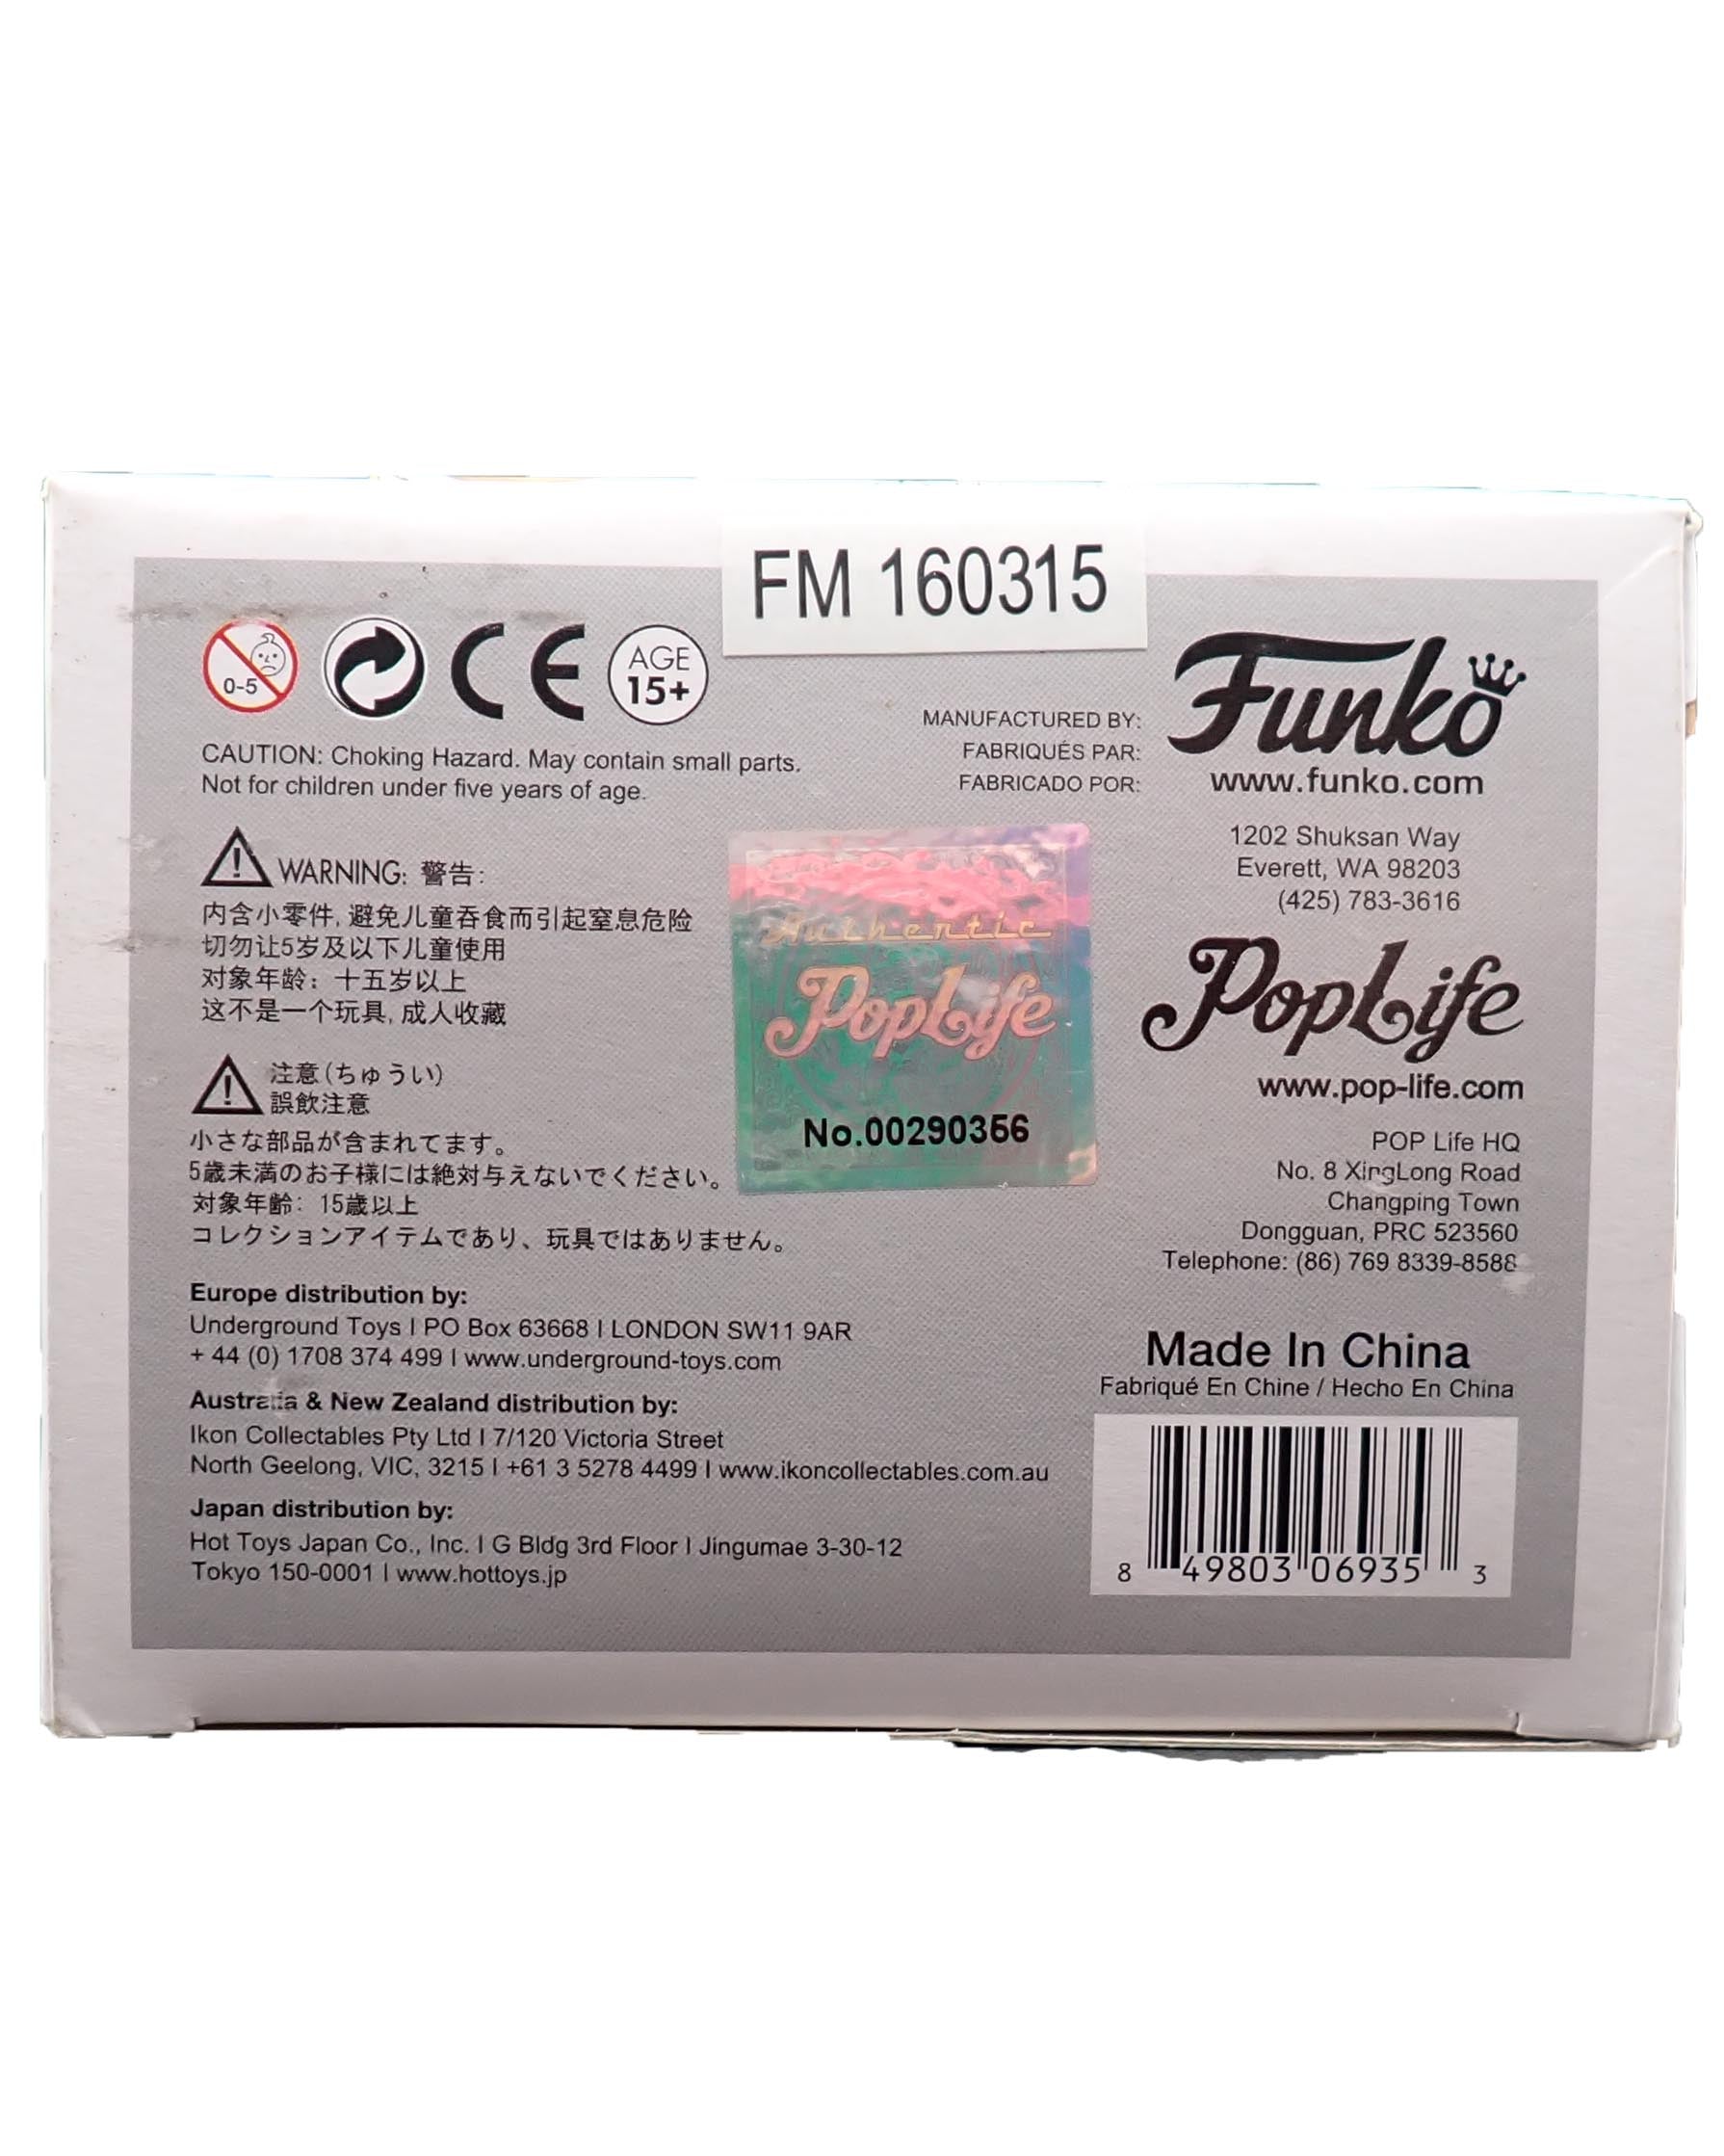 FM 160315
0-5
CE
AGE
15+
CAUTION: Choking Hazard. May contain small parts.
Not for children under five years of age.
WARNING: 警告:
内含小零件, 避免儿童吞食而引起窒息危险
切勿让5岁及以下儿童使用
对象年龄: 十五岁以上
这不是一个玩具, 成人收藏
注意(ちゅうい)
誤飲注意
小さな部品が含まれてます。
5歳未満のお子様には絶対与えないでください。
対象年齢: 15歳以上
コレクションアイテムであり、玩具ではありません。
Europe distribution by:
Underground Toys I PO Box 63668 I LONDON SW11 9AR
+ 44 (0) 1708 374 499 I www.underground-toys.com
Australia & New Zealand distribution by:
Ikon Collectables Pty Ltd I 7/120 Victoria Street
North Geelong, VIC, 3215 I +61 3 5278 4499 I www.ikoncollectables.com.au
Japan distribution by:
Hot Toys Japan Co., Inc. I G Bldg 3rd Floor I Jingumae 3-30-12
Tokyo 150-0001 I www.hottoys.jp
Authentic
PopLife
No.00290356
MANUFACTURED BY:
FABRIQUÉS PAR:
FABRICADO POR:
Funko
www.funko.com
1202 Shuksan Way
Everett, WA 98203
(425) 783-3616
PopLife
www.pop-life.com
POP Life HQ
No. 8 XingLong Road
Changping Town
Dongguan, PRC 523560
Telephone: (86) 769 8339-8588
Made In China
Fabriqué En Chine / Hecho En China
8 49803 06935 3